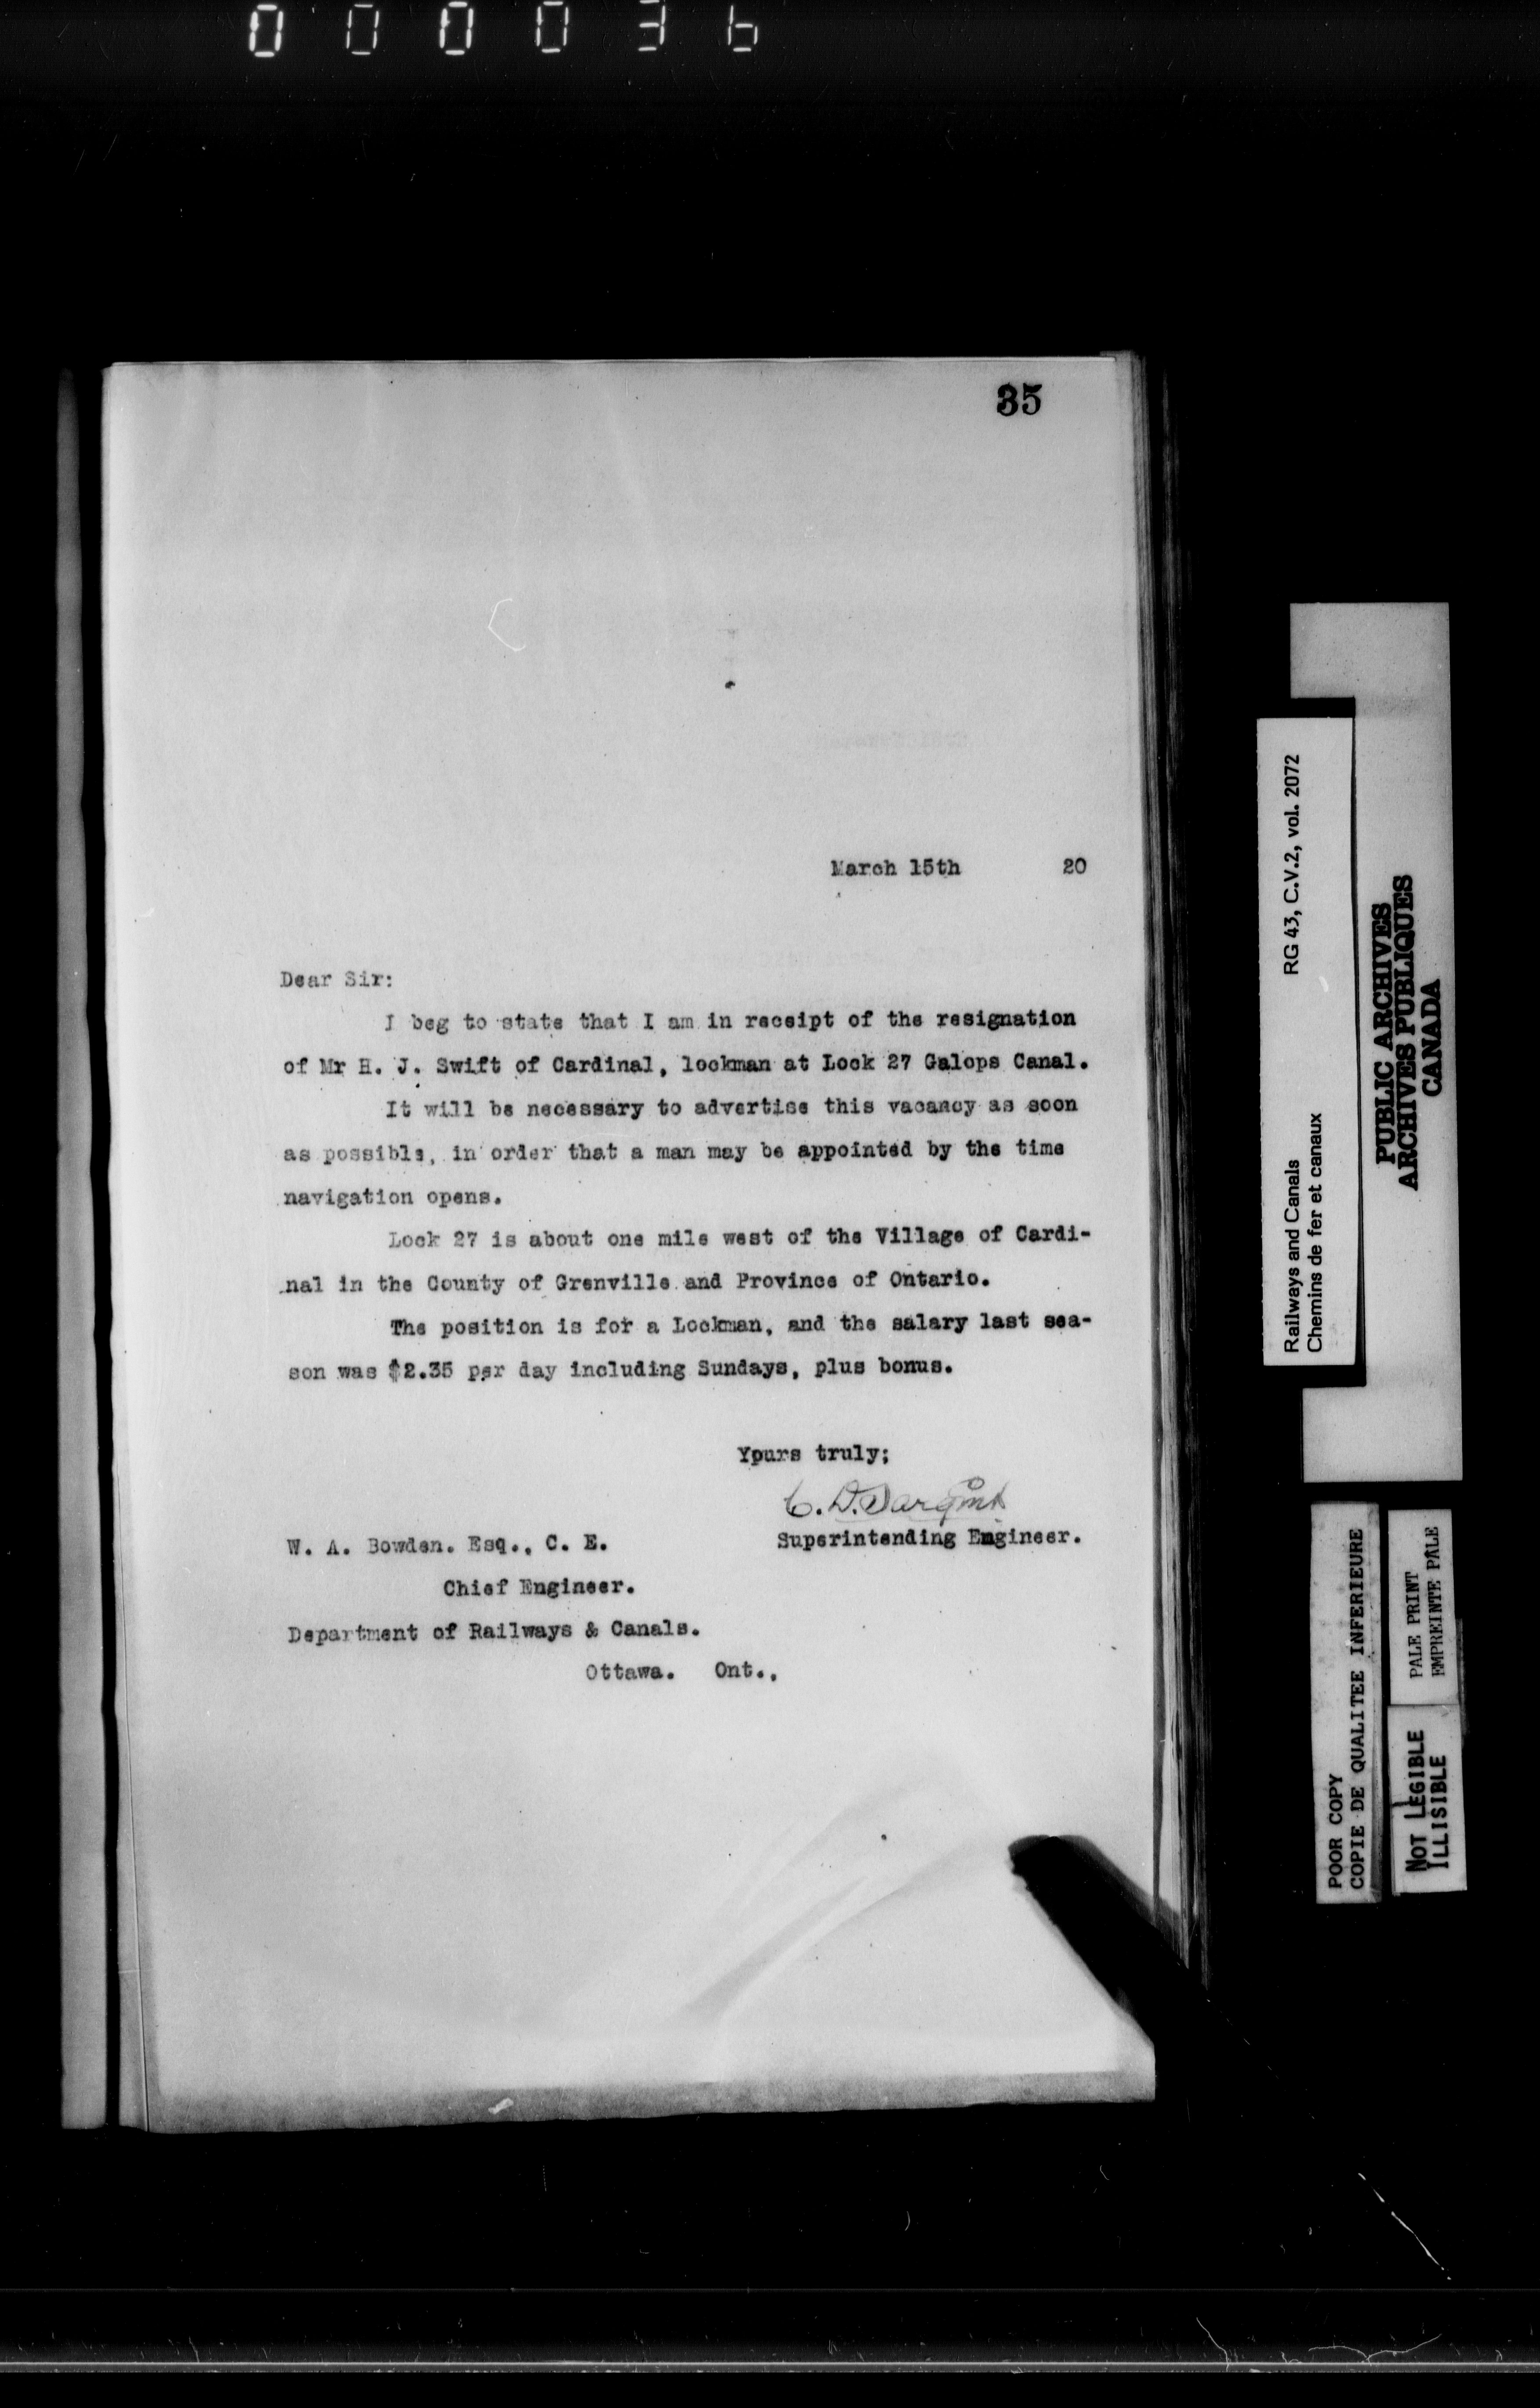 000036
35
March 15th 20
Dear Sir:
I beg to state that I am in receipt of the resignation
of Mr H. J. Swift of Cardinal, lockman at Lock 27 Galops Canal.
It will be necessary to advertise this vacancy as soon
as possible, in order that a man may be appointed by the time
navigation opens.
Lock 27 is about one mile west of the Village of Cardi-
nal in the County of Grenville and Province of Ontario.
The position is for a Lockman, and the salary last sea-
son was $2.35 per day including Sundays, plus bonus.
Yours truly;
C. D. Sargent
Superintending Engineer.
W. A. Bowden. Esq., C. E.
Chief Engineer.
Department of Railways & Canals.
Ottawa. Ont.,
RG 43, C.V.2, vol. 2072
Railways and Canals
Chemins de fer et canaux
PUBLIC ARCHIVES
ARCHIVES PUBLIQUES
CANADA
POOR COPY
COPIE DE QUALITEE INFERIEURE
PALE PRINT
EMPREINTE PALE
NOT LEGIBLE
ILLISIBLE